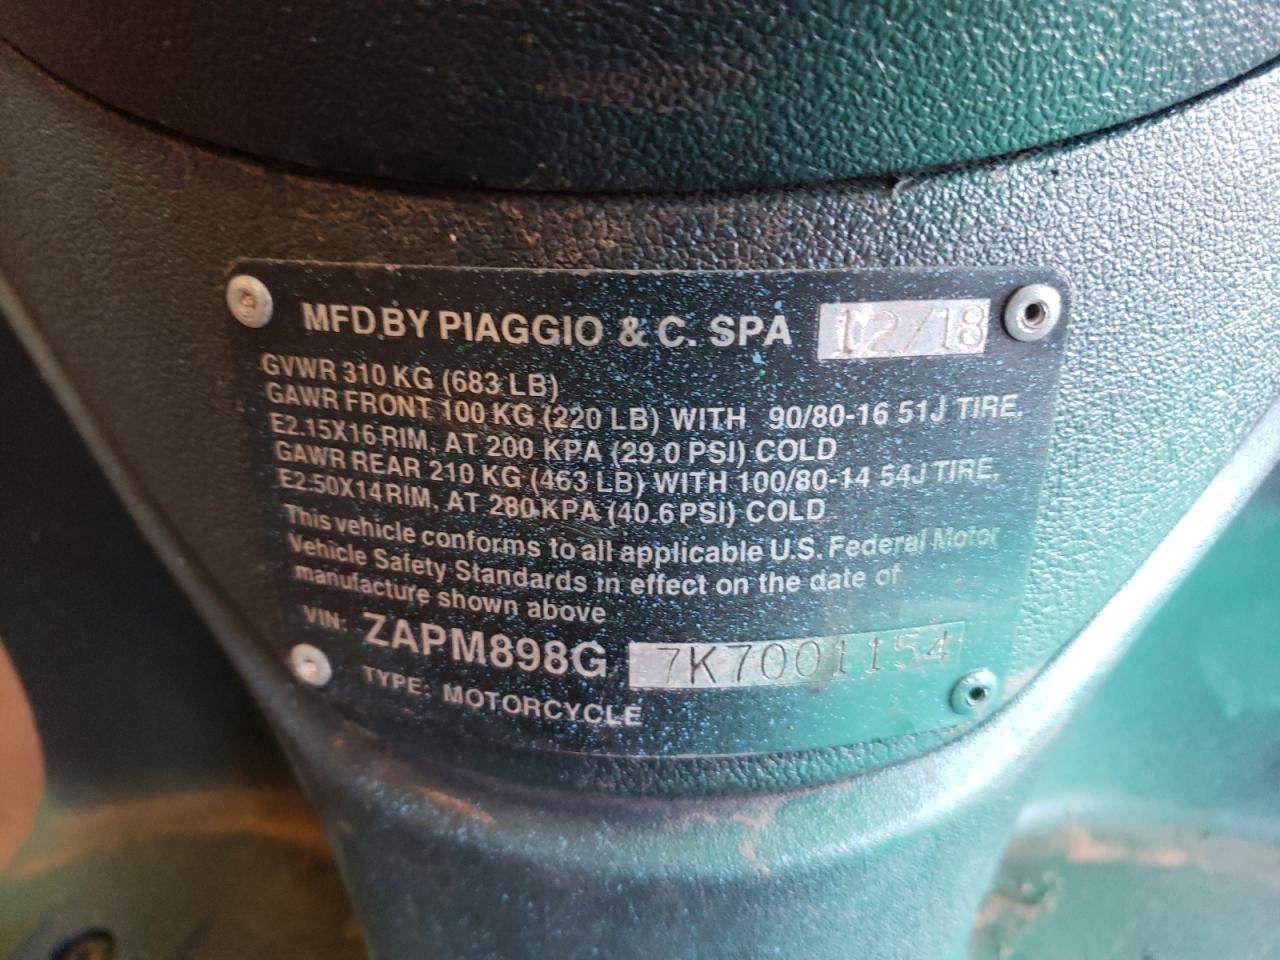 MFD BY PIAGGIO & C. SPA 12/18
GVWR 310 KG (683 LB)
GAWR FRONT 100 KG (220 LB) WITH 90/80-16 51J TIRE,
E2.15X16 RIM, AT 200 KPA (29.0 PSI) COLD
GAWR REAR 210 KG (463 LB) WITH 100/80-14 54J TIRE,
E2.50X14 RIM, AT 280 KPA (40.6 PSI) COLD
This vehicle conforms to all applicable U.S. Federal Motor
Vehicle Safety Standards in effect on the date of
manufacture shown above
VIN: ZAPM898G 7K7001154
TYPE: MOTORCYCLE